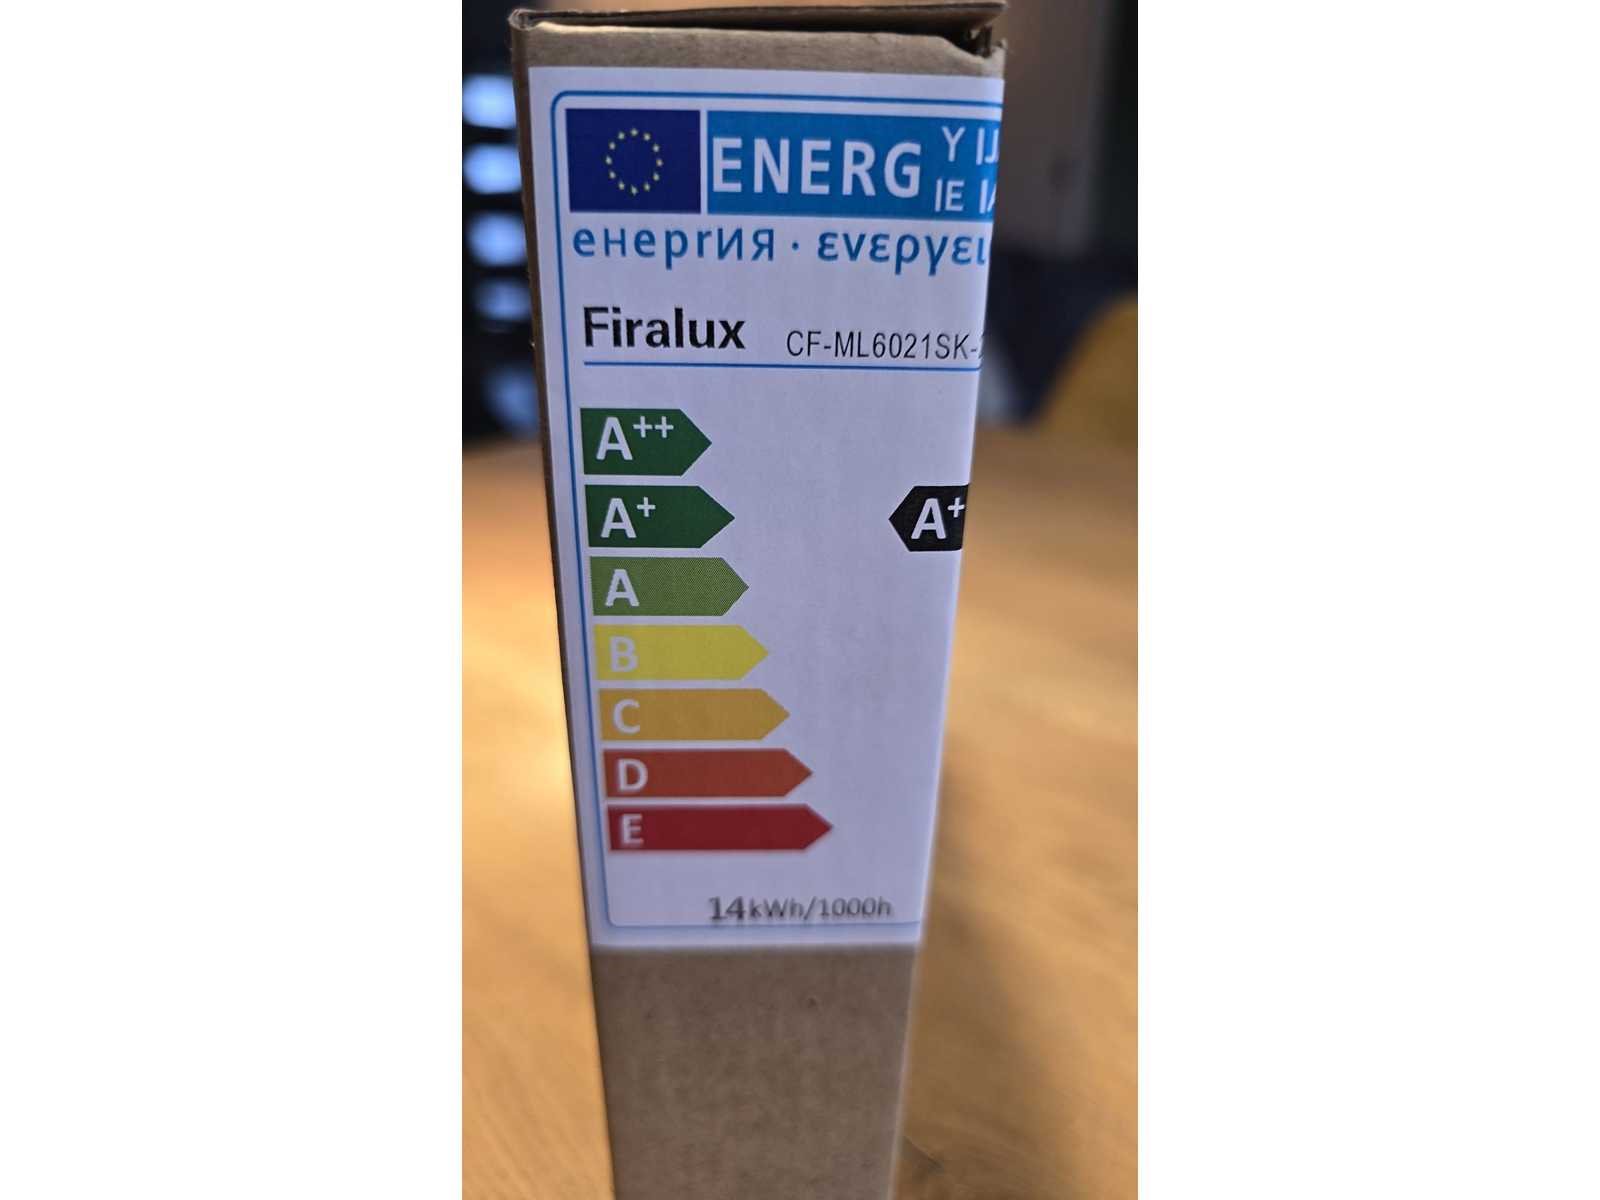 ENERG Y IJ
IE IA
енергия · ενεργει
Firalux CF-ML6021SK-
A++
A+ A+
A
B
C
D
E
14kWh/1000h